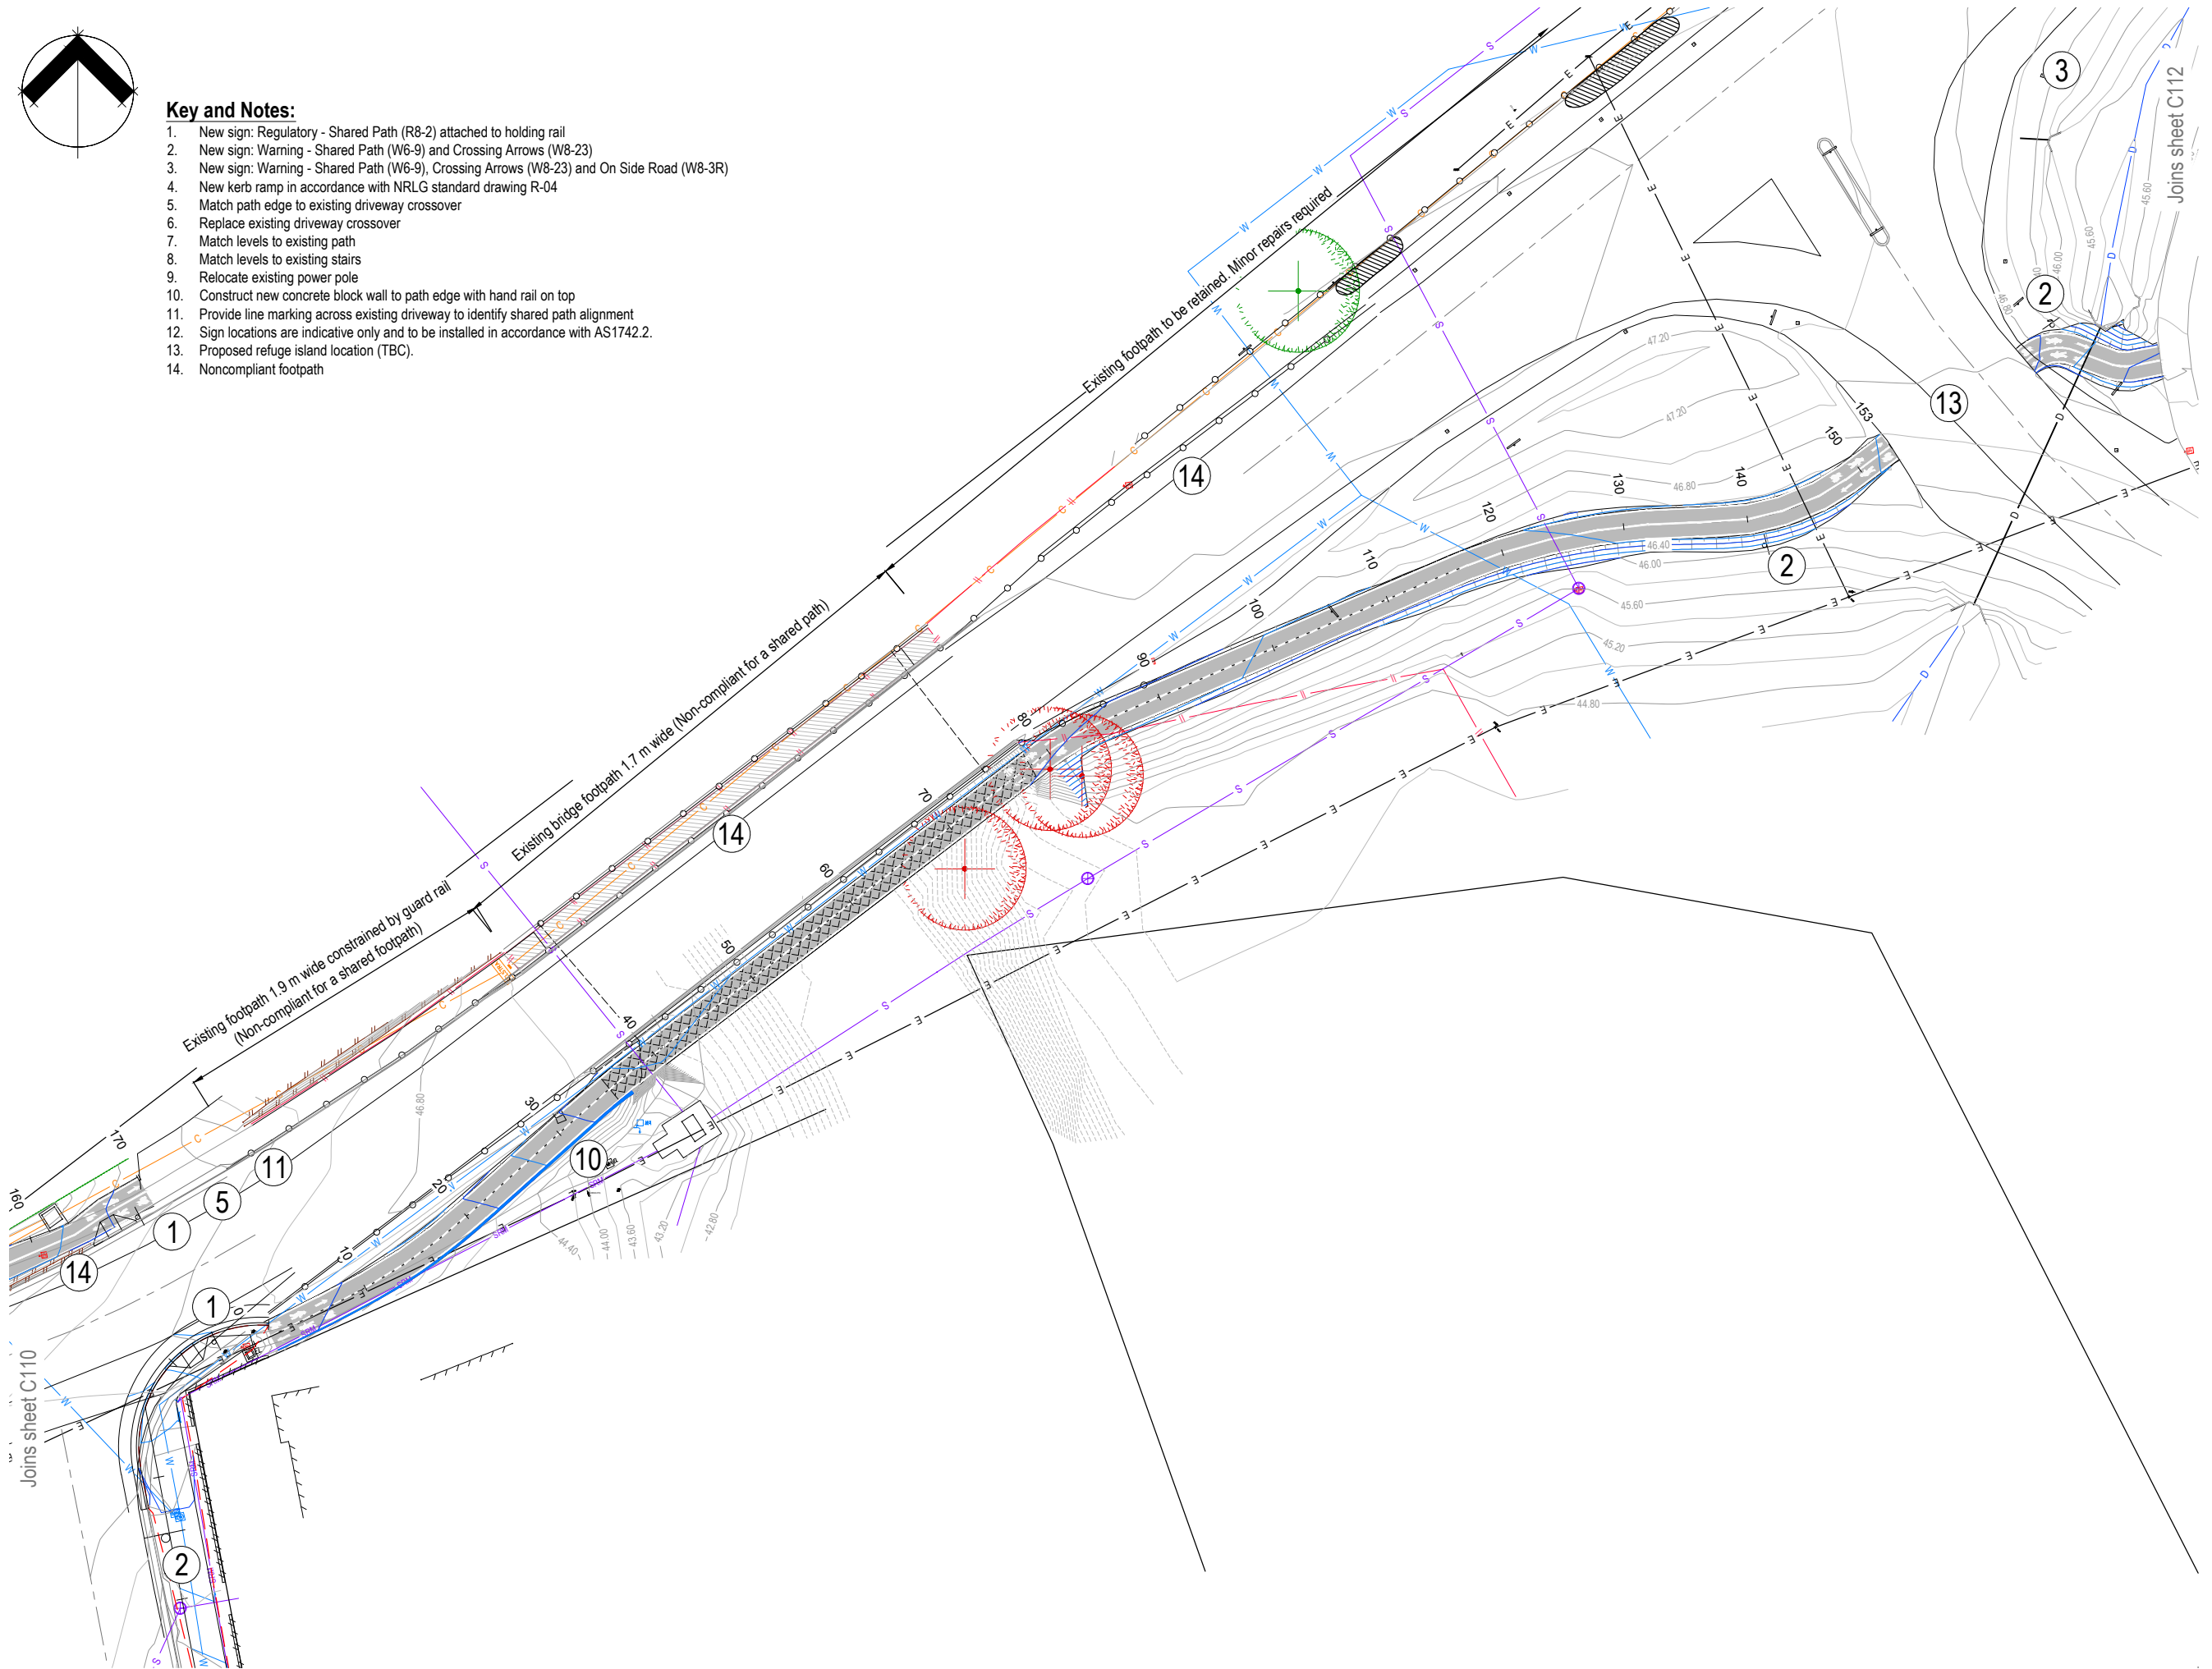 Key and Notes:
1. New sign: Regulatory - Shared Path (R8-2) attached to holding rail
2. New sign: Warning - Shared Path (W6-9) and Crossing Arrows (W8-23)
3. New sign: Warning - Shared Path (W6-9), Crossing Arrows (W8-23) and On Side Road (W8-3R)
4. New kerb ramp in accordance with NRLG standard drawing R-04
5. Match path edge to existing driveway crossover
6. Replace existing driveway crossover
7. Match levels to existing path
8. Match levels to existing stairs
9. Relocate existing power pole
10. Construct new concrete block wall to path edge with hand rail on top
11. Provide line marking across existing driveway to identify shared path alignment
12. Sign locations are indicative only and to be installed in accordance with AS1742.2.
13. Proposed refuge island location (TBC).
14. Noncompliant footpath
Existing footpath to be retained. Minor repairs required
Existing bridge footpath 1.7 m wide (Non-compliant for a shared path)
Existing footpath 1.9 m wide constrained by guard rail
(Non-compliant for a shared footpath)
Joins sheet C112
Joins sheet C110
3
2
13
14
2
14
10
11
5
1
14
1
2
0
10
20
30
40
50
60
70
80
90
100
110
120
130
140
150
153
160
170
47.20
47.20
46.80
46.40
46.00
45.60
45.20
44.80
45.60
45.60
46.00
46.80
46.80
44.40
44.00
43.60
43.20
42.80